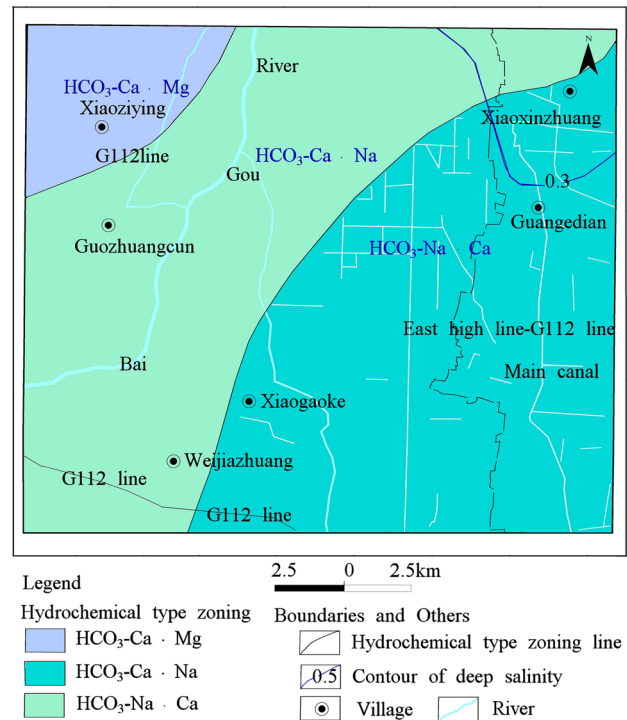 N
River
HCO₃-Ca · Mg
Xiaoziying
Xiaoxinzhuang
G112line
HCO₃-Ca · Na
Gou
0.3
Guangedian
Guozhuangcun
HCO₃-Na · Ca
East high line-G112 line
Bai
Main canal
Xiaogaoke
Weijiazhuang
G112 line
G112 line
2.5 0 2.5km
Legend
Hydrochemical type zoning
HCO₃-Ca · Mg
HCO₃-Ca · Na
HCO₃-Na · Ca
Boundaries and Others
Hydrochemical type zoning line
0.5 Contour of deep salinity
Village
River